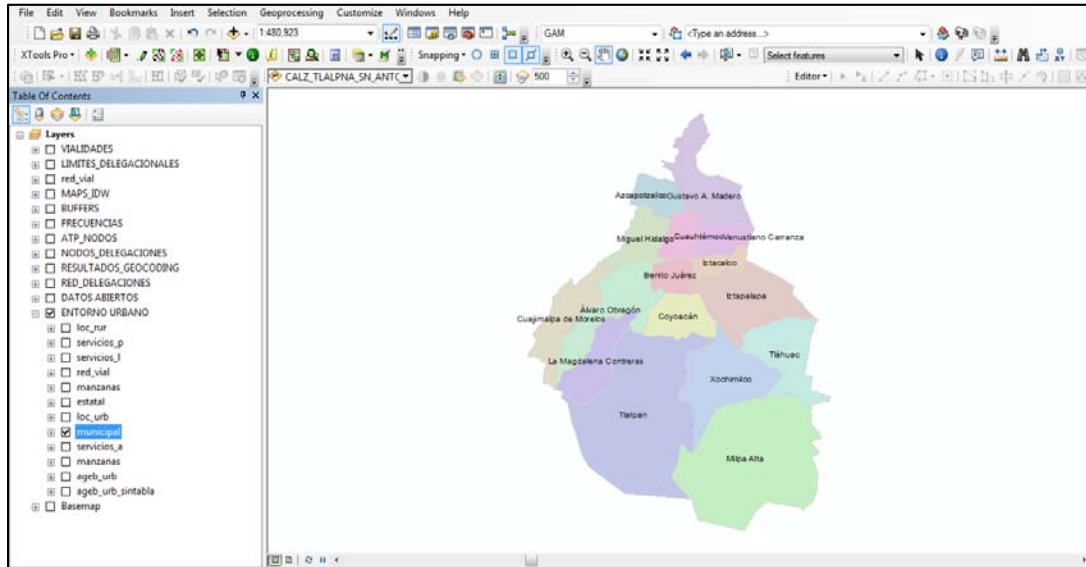 File Edit View Bookmarks Insert Selection Geoprocessing Customize Windows Help
1:480,923 GAM <Type an address...>
XTools Pro Snapping Select features
CALZ_TLALPNA_SN_ANTC 500 Editor
Table Of Contents
Layers
VIALIDADES
LIMITES_DELEGACIONALES
red_vial
MAPS_IDW
BUFFERS
FRECUENCIAS
ATP_NODOS
NODOS_DELEGACIONES
RESULTADOS_GEOCODING
RED_DELEGACIONES
DATOS ABIERTOS
ENTORNO URBANO
loc_rur
servicios_p
servicios_l
red_vial
manzanas
estatal
loc_urb
municipal
servicios_a
manzanas
ageb_urb
ageb_urb_sintabla
Basemap
Azcapotzalco Gustavo A. Madero
Miguel Hidalgo Cuauhtémoc Venustiano Carranza
Iztacalco
Benito Juárez
Iztapalapa
Álvaro Obregón
Cuajimalpa de Morelos Coyoacán
Tláhuac
La Magdalena Contreras
Xochimilco
Tlalpan
Milpa Alta